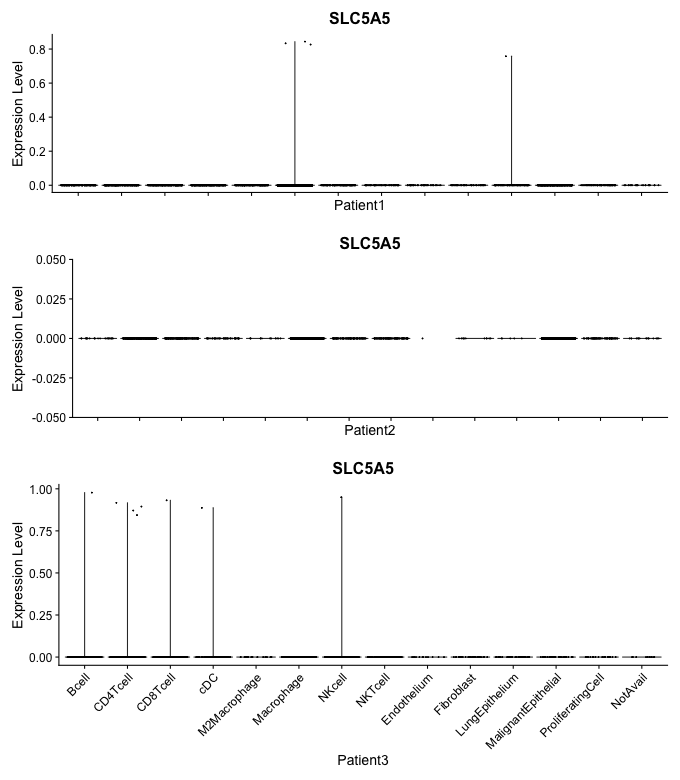 SLC5A5
Expression Level
0.8
0.6
0.4
0.2
0.0
Patient1
SLC5A5
Expression Level
0.050
0.025
0.000
-0.025
-0.050
Patient2
SLC5A5
Expression Level
1.00
0.75
0.50
0.25
0.00
Bcell
CD4Tcell
CD8Tcell
cDC
M2Macrophage
Macrophage
NKcell
NKTcell
Endothelium
Fibroblast
LungEpithelium
MalignantEpithelial
ProliferatingCell
NotAvail
Patient3